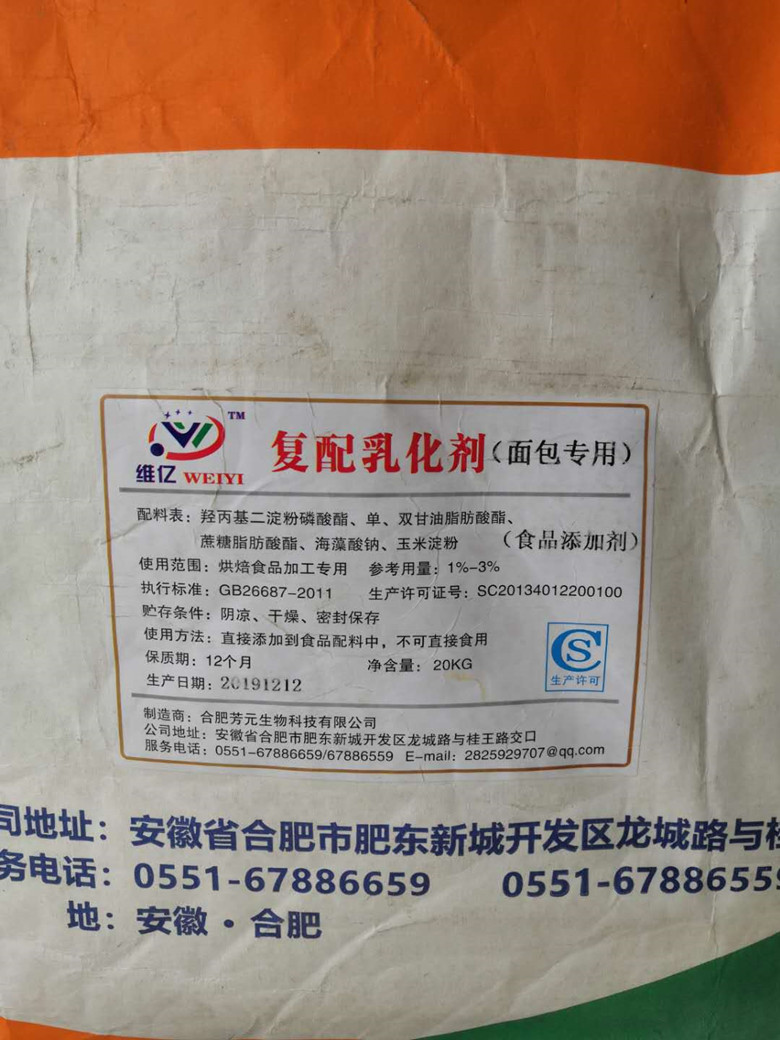 维亿 WEIYI TM
复配乳化剂(面包专用)
配料表：羟丙基二淀粉磷酸酯、单、双甘油脂肪酸酯、
蔗糖脂肪酸酯、海藻酸钠、玉米淀粉 (食品添加剂)
使用范围：烘焙食品加工专用 参考用量：1%-3%
执行标准：GB26687-2011 生产许可证号：SC20134012200100
贮存条件：阴凉、干燥、密封保存
使用方法：直接添加到食品配料中，不可直接食用
保质期：12个月 净含量：20KG
生产日期：20191212
生产许可
制造商：合肥芳元生物科技有限公司
公司地址：安徽省合肥市肥东新城开发区龙城路与桂王路交口
服务电话：0551-67886659/67886559 E-mail：2825929707@qq.com
司地址：安徽省合肥市肥东新城开发区龙城路与桂
务电话：0551-67886659 0551-67886559
地：安徽·合肥